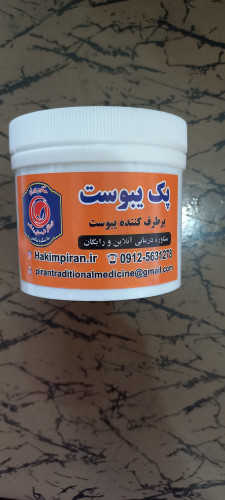 پک یبوست
برطرف کننده یبوست
مشاوره درمانی آنلاین و رایگان
Hakimpiran.ir ☎ 0912-5631278
pirantraditionalmedicine@gmail.com